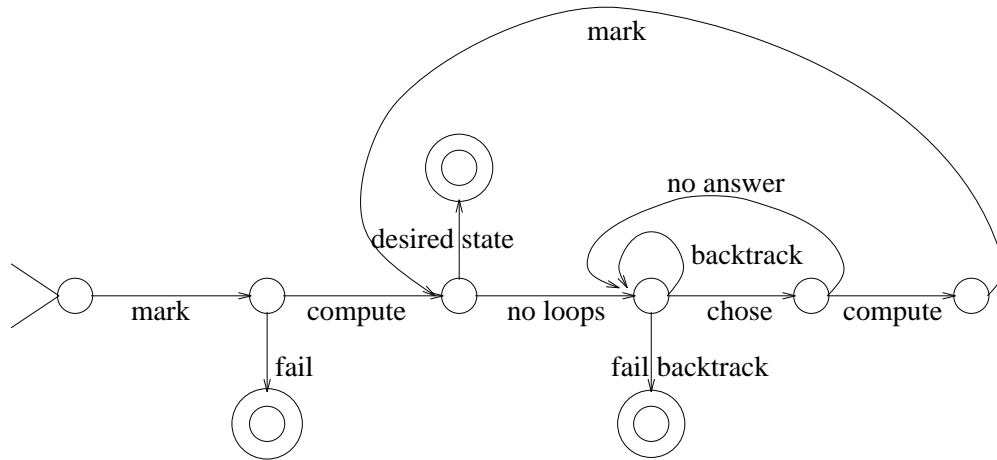 mark
no answer
desired state
backtrack
mark
compute
no loops
chose
compute
fail
fail backtrack